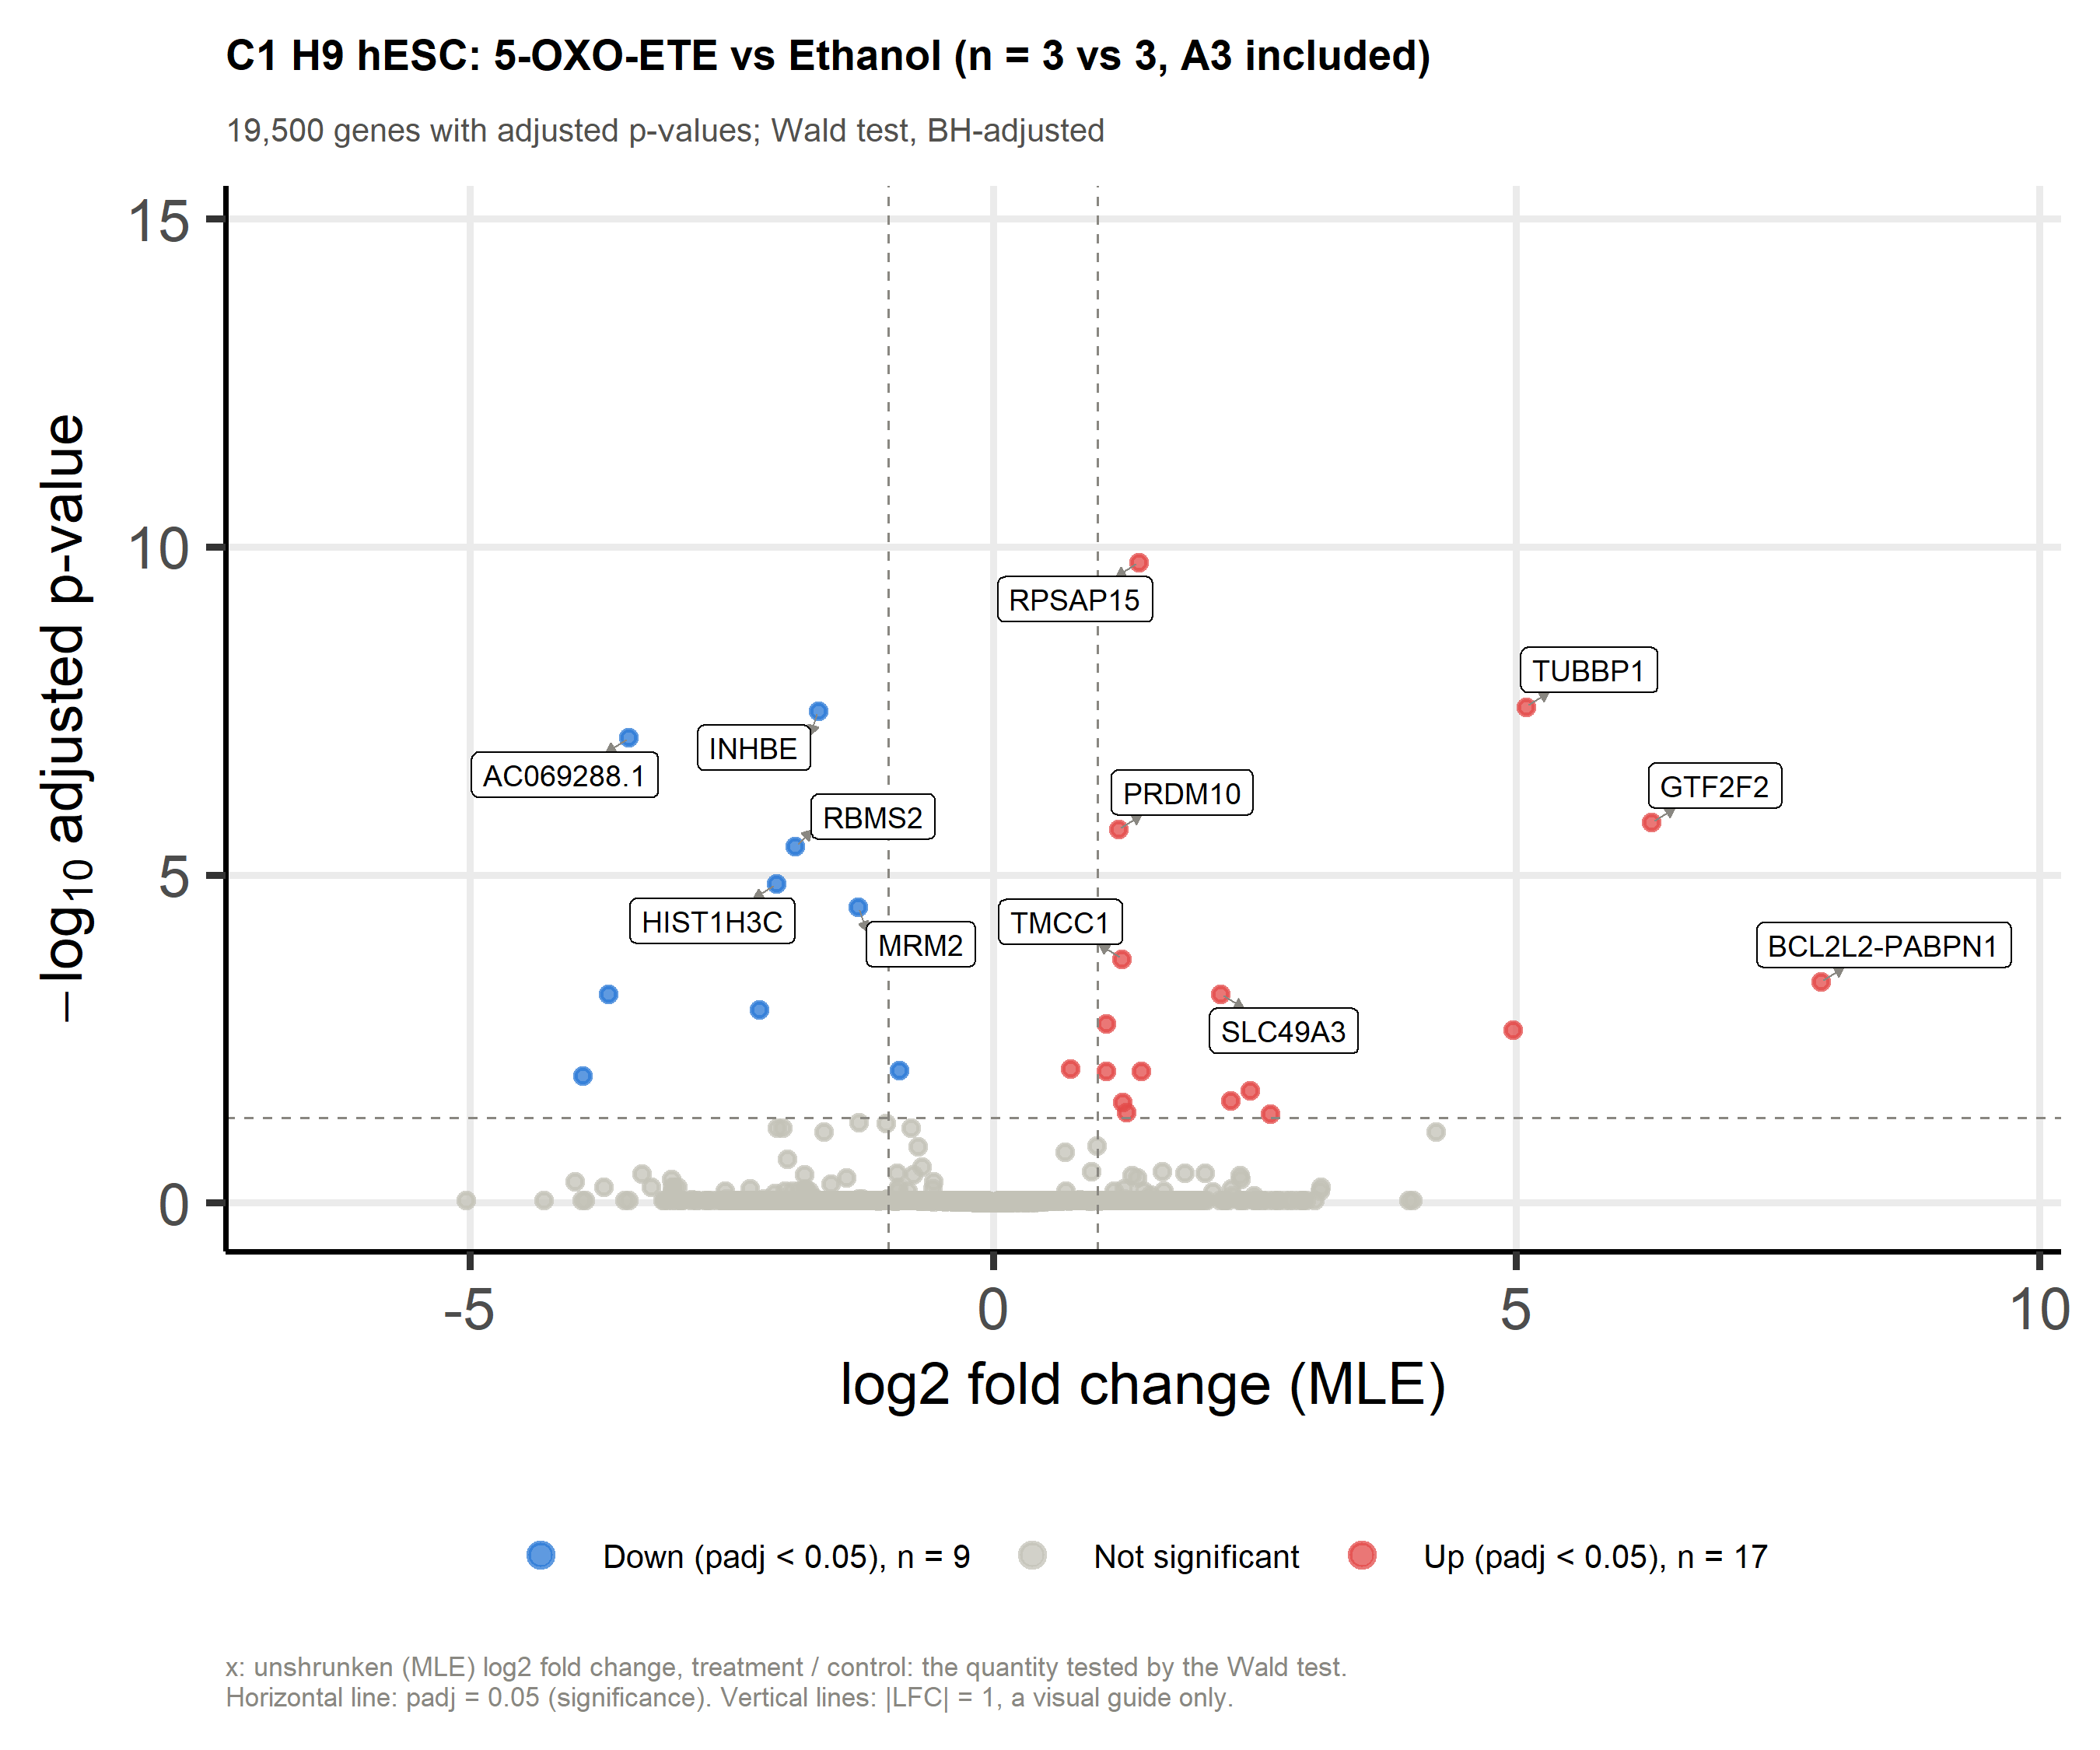 C1 H9 hESC: 5-OXO-ETE vs Ethanol (n = 3 vs 3, A3 included)
19,500 genes with adjusted p-values; Wald test, BH-adjusted
−log10 adjusted p-value
15
10
5
0
RPSAP15
TUBBP1
INHBE
AC069288.1
PRDM10
GTF2F2
RBMS2
HIST1H3C
TMCC1
MRM2
BCL2L2-PABPN1
SLC49A3
-5 0 5 10
log2 fold change (MLE)
Down (padj < 0.05), n = 9 Not significant Up (padj < 0.05), n = 17
x: unshrunken (MLE) log2 fold change, treatment / control: the quantity tested by the Wald test.
Horizontal line: padj = 0.05 (significance). Vertical lines: |LFC| = 1, a visual guide only.